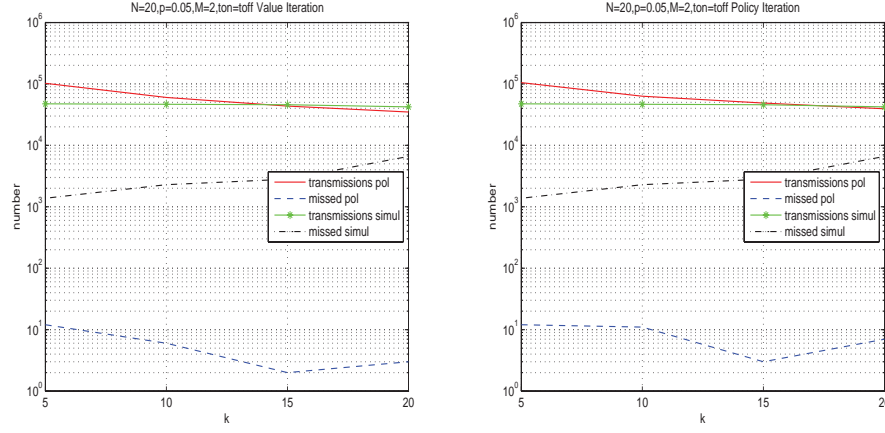 N=20,p=0.05,M=2,ton=toff Value Iteration
10^6
10^5
10^4
10^3
10^2
10^1
10^0
number
5
10
15
20
k
transmissions pol
missed pol
transmissions simul
missed simul
N=20,p=0.05,M=2,ton=toff Policy Iteration
10^6
10^5
10^4
10^3
10^2
10^1
10^0
number
5
10
15
20
k
transmissions pol
missed pol
transmissions simul
missed simul